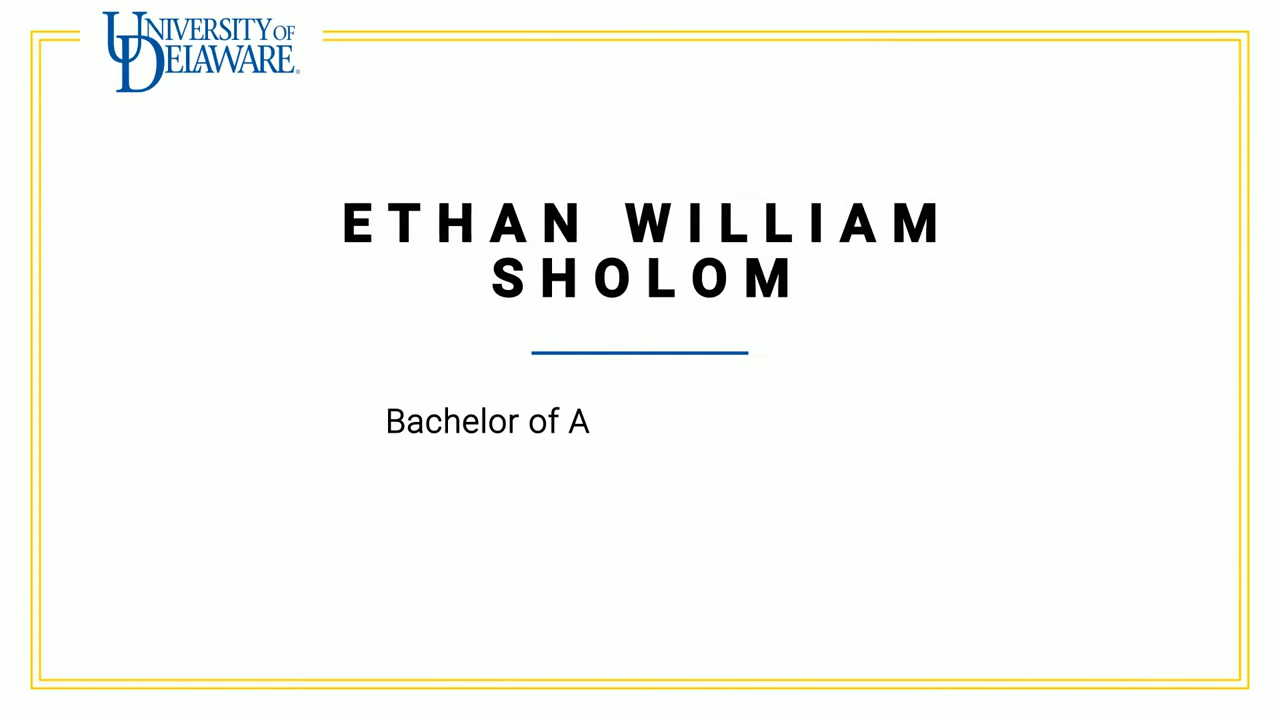 UNIVERSITY OF
DELAWARE
ETHAN WILLIAM
SHOLOM
Bachelor of A